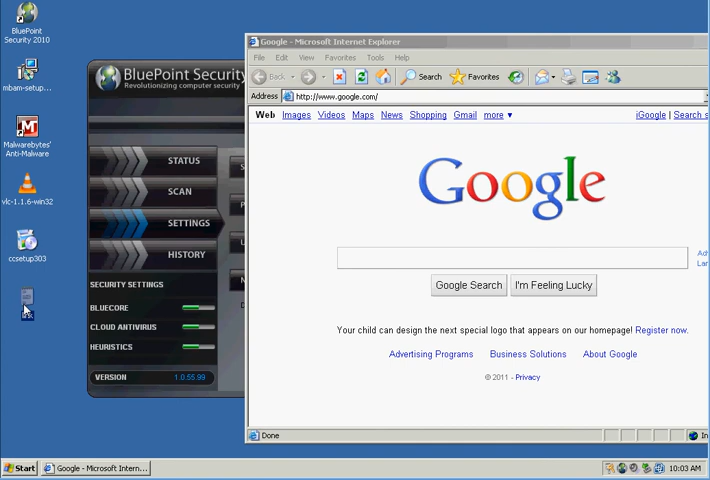 BluePoint
Security 2010
mbam-setup...
Malwarebytes'
Anti-Malware
vlc-1.1.6-win32
ccsetup303
BluePoint Security
Revolutionizing computer security
STATUS
SCAN
SETTINGS
HISTORY
SECURITY SETTINGS
BLUECORE
CLOUD ANTIVIRUS
HEURISTICS
VERSION 1.0.55.99
Google - Microsoft Internet Explorer
File Edit View Favorites Tools Help
Back Search Favorites
Address http://www.google.com/
Web Images Videos Maps News Shopping Gmail more ▼ iGoogle | Search s
Google
Google Search I'm Feeling Lucky
Your child can design the next special logo that appears on our homepage! Register now.
Advertising Programs Business Solutions About Google
© 2011 - Privacy
Done
Start Google - Microsoft Intern... 10:03 AM